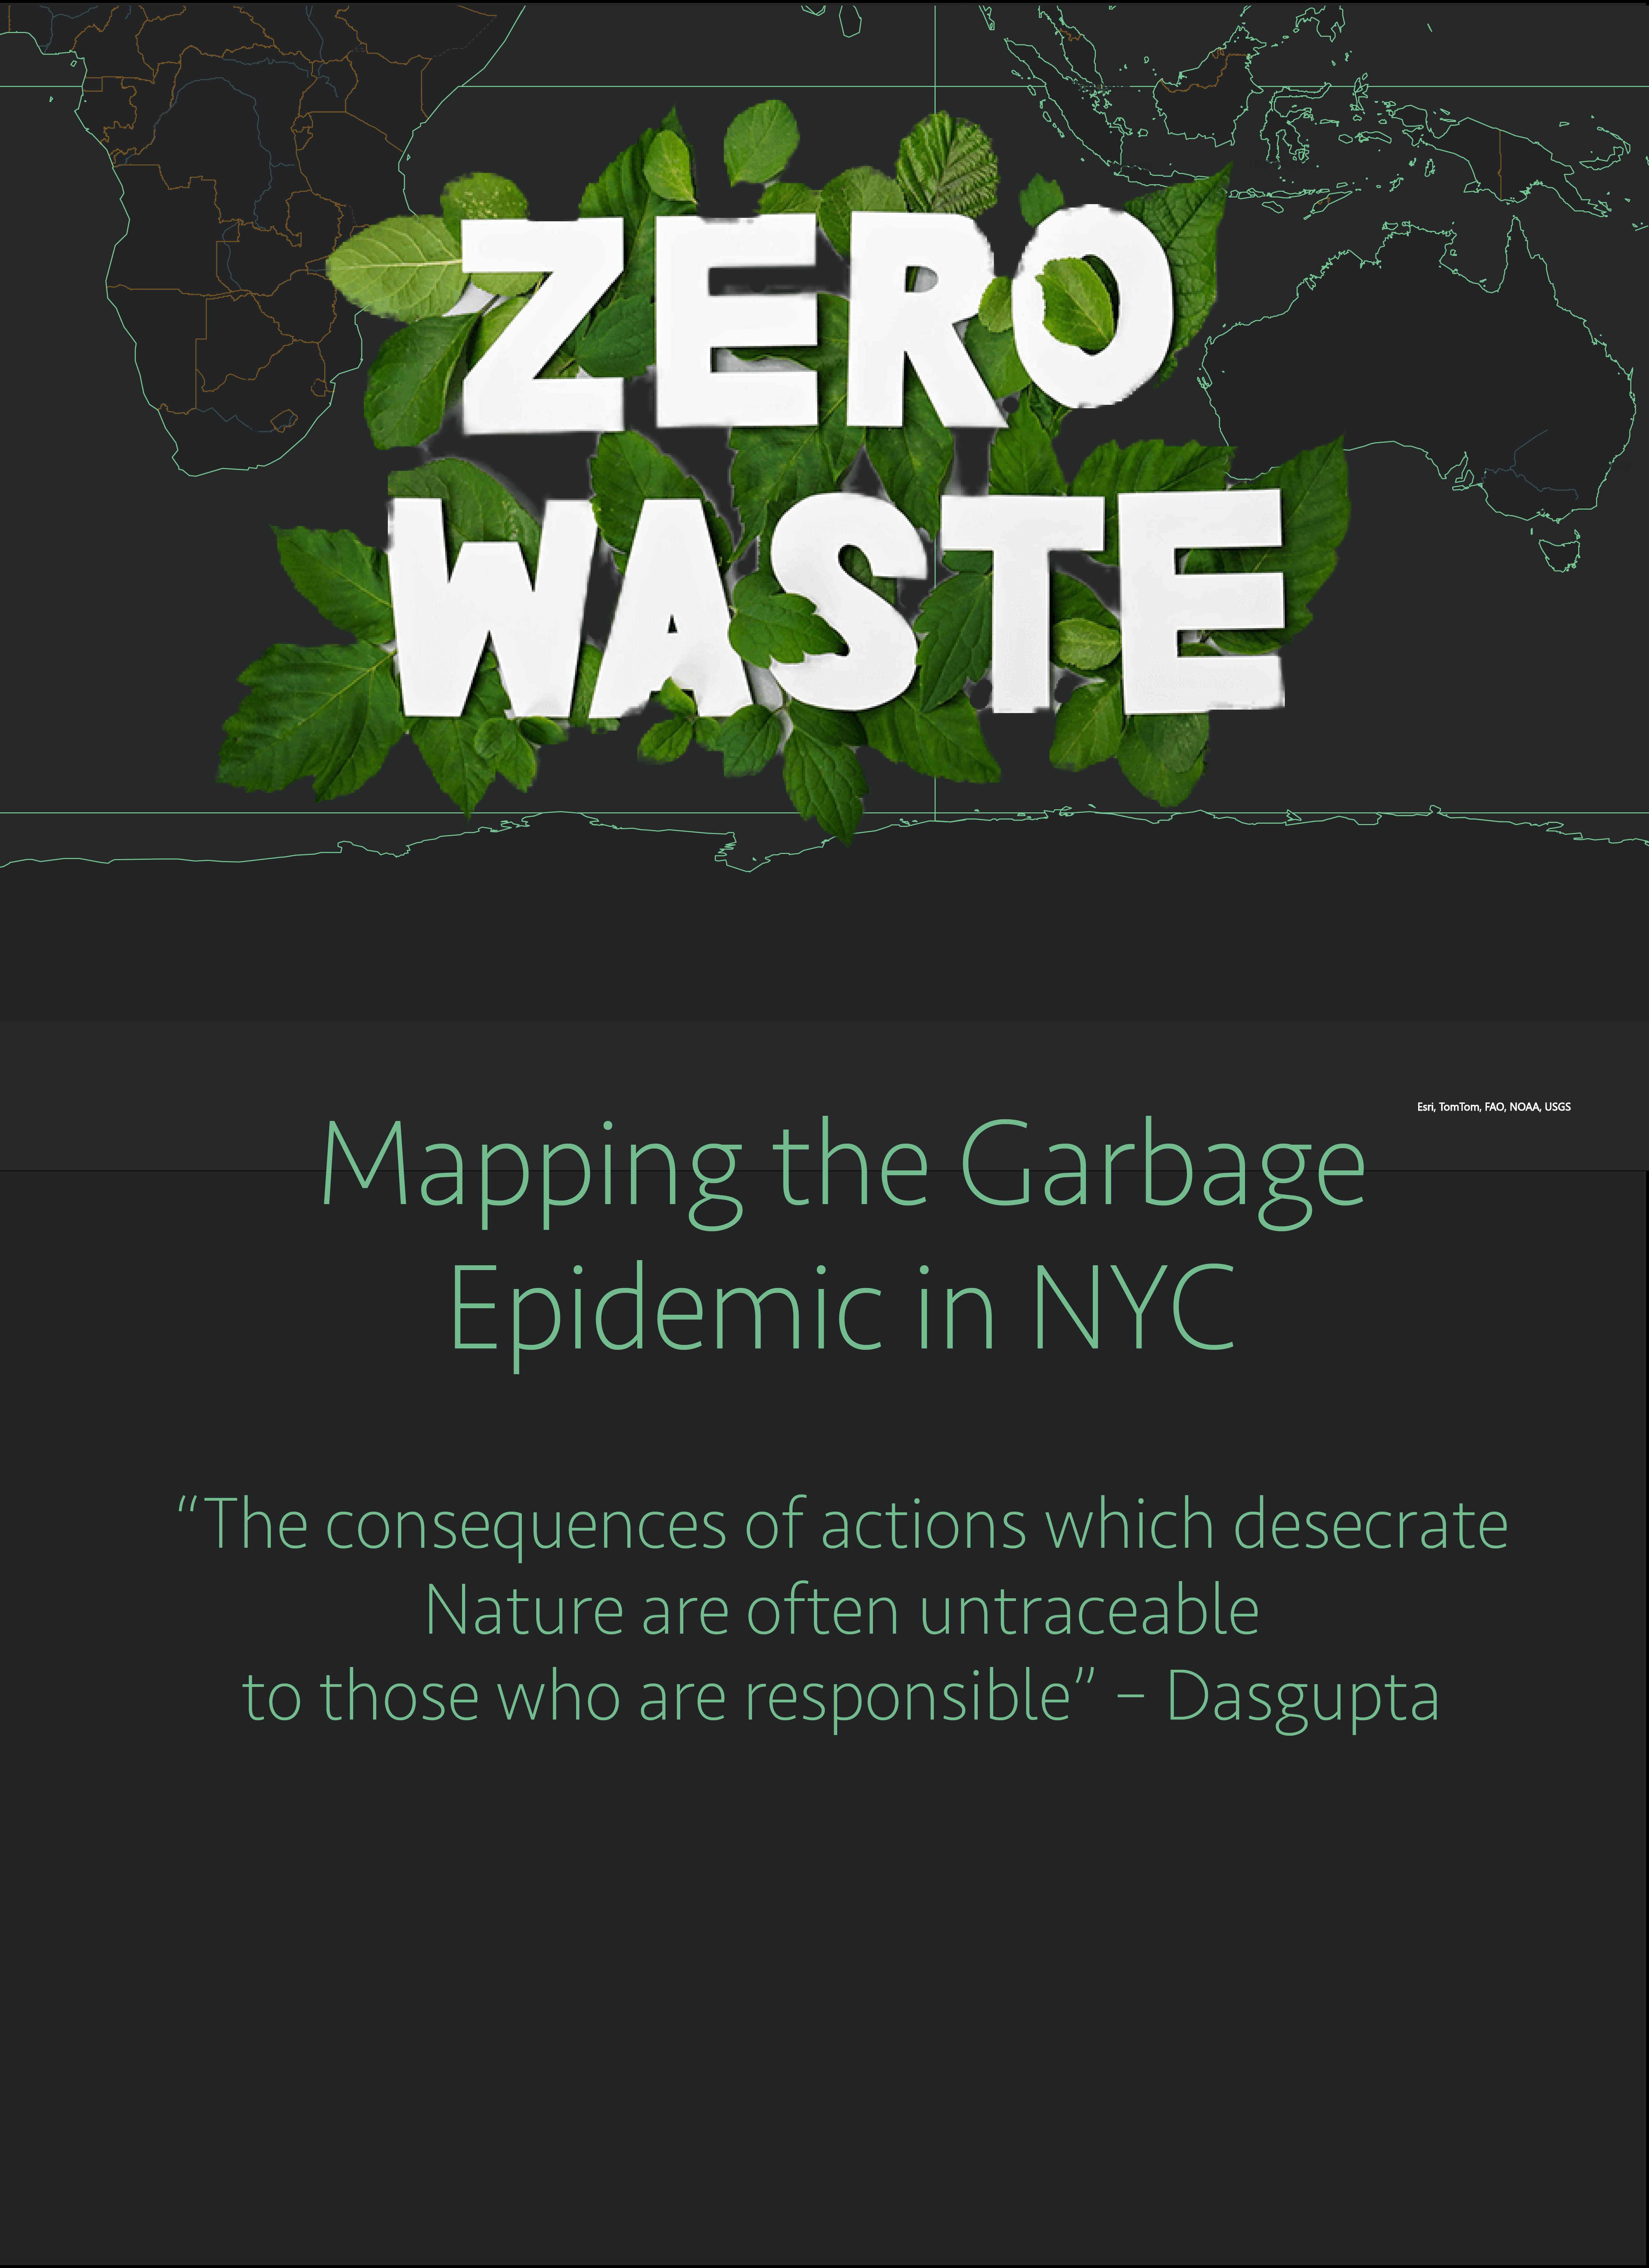 ZERO
WASTE
Esri, TomTom, FAO, NOAA, USGS
Mapping the Garbage
Epidemic in NYC
“The consequences of actions which desecrate
Nature are often untraceable
to those who are responsible” – Dasgupta